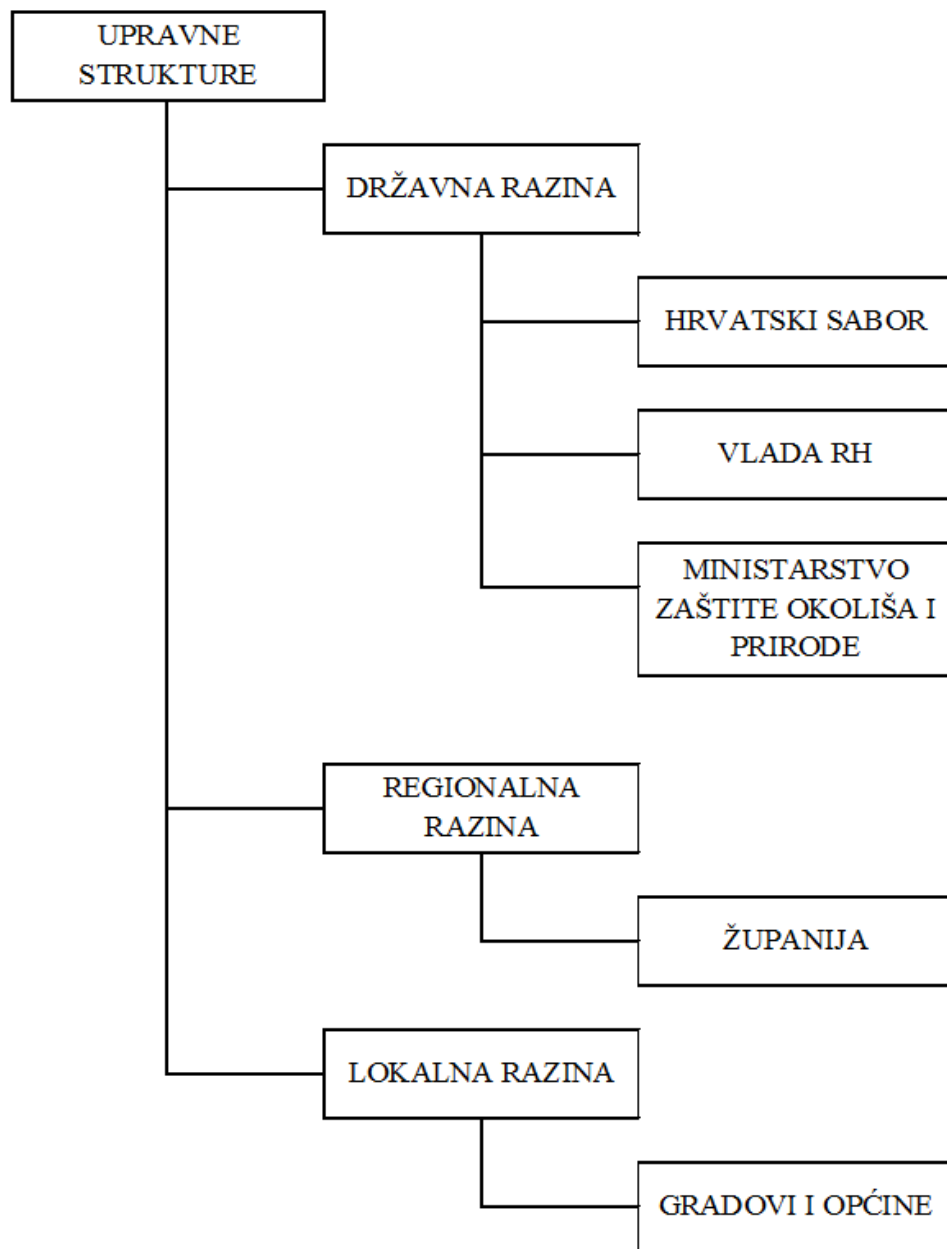 UPRAVNE
STRUKTURE
DRŽAVNA RAZINA
HRVATSKI SABOR
VLADA RH
MINISTARSTVO
ZAŠTITE OKOLIŠA I
PRIRODE
REGIONALNA
RAZINA
ŽUPANIJA
LOKALNA RAZINA
GRADOVI I OPĆINE